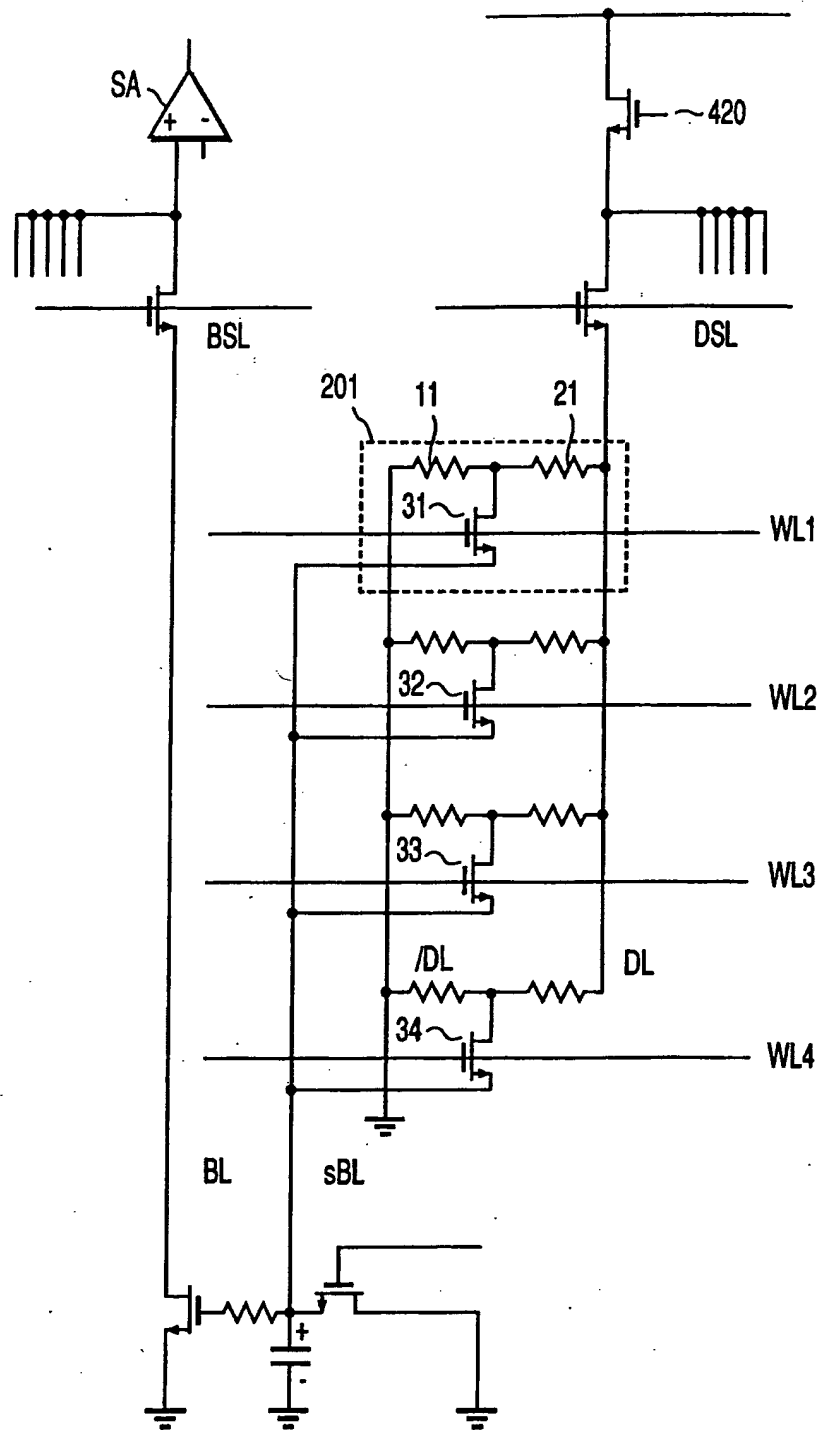 SA
+ -
420
BSL
DSL
201
11
21
31
WL1
32
WL2
33
WL3
/DL
DL
34
WL4
BL
sBL
+
-